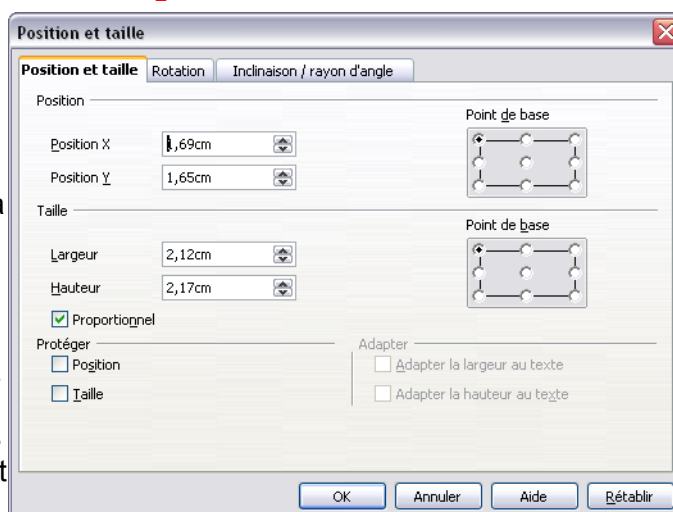 Position et taille
Position et taille Rotation Inclinaison / rayon d'angle
Position
Point de base
Position X 1,69cm
Position Y 1,65cm
Taille
Point de base
Largeur 2,12cm
Hauteur 2,17cm
Proportionnel
Protéger Adapter
Position Adapter la largeur au texte
Taille Adapter la hauteur au texte
OK Annuler Aide Rétablir